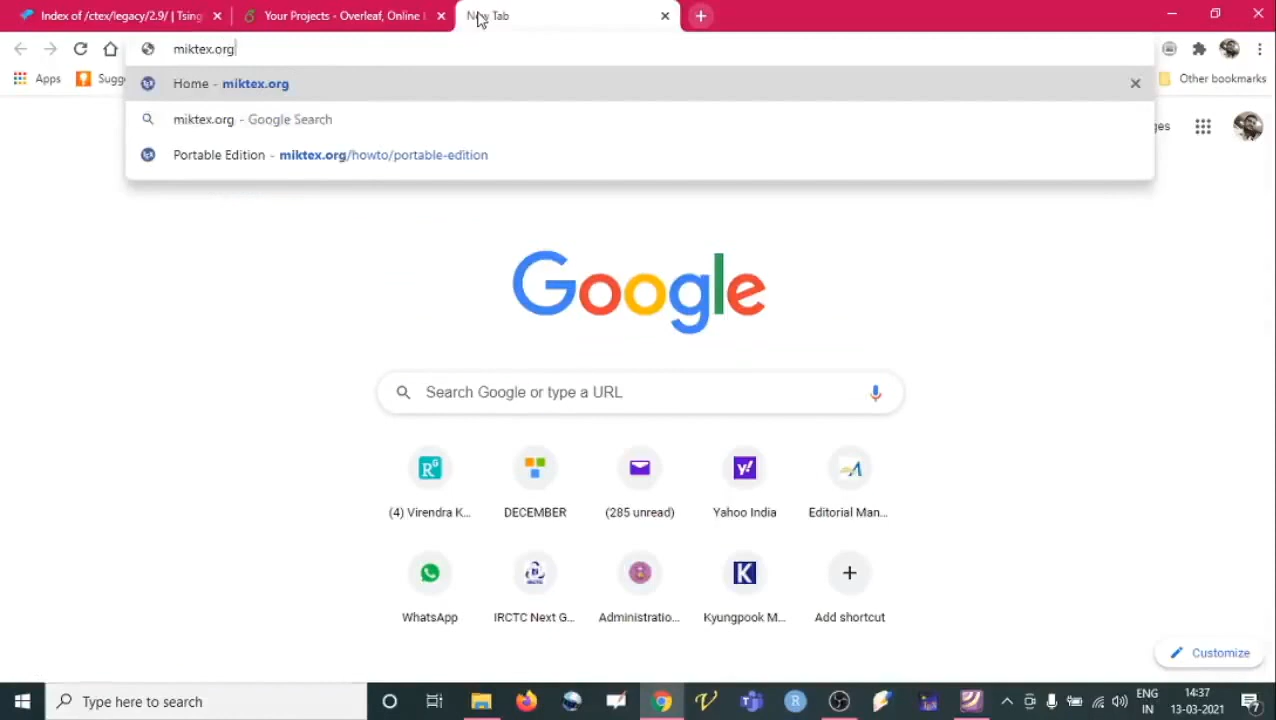 Index of /ctex/legacy/2.9/ | Tsing
Your Projects - Overleaf, Online
New Tab
miktex.org
Apps
Sugge
Other bookmarks
Home - miktex.org
miktex.org - Google Search
Portable Edition - miktex.org/howto/portable-edition
ges
Google
Search Google or type a URL
(4) Virendra K...
DECEMBER
(285 unread)
Yahoo India
Editorial Man...
WhatsApp
IRCTC Next G...
Administratio...
Kyungpook M...
Add shortcut
Customize
Type here to search
ENG
IN
14:37
13-03-2021